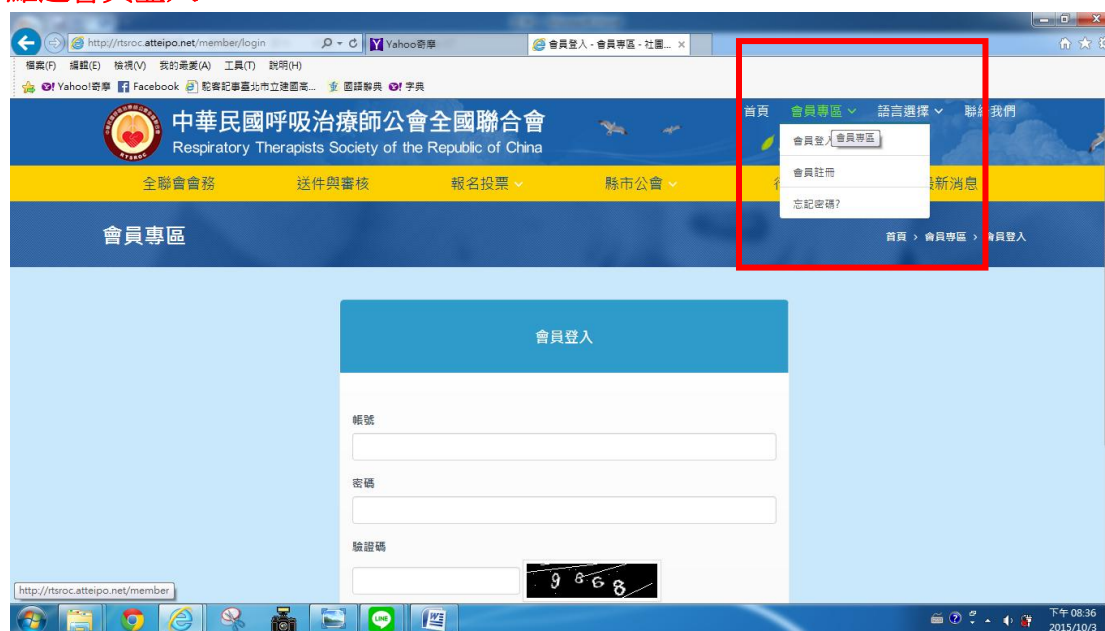 http://rtsroc.atteipo.net/member/login
Yahoo奇摩
會員登入 - 會員專區 - 社團...
檔案(F) 編輯(E) 檢視(V) 我的最愛(A) 工具(T) 說明(H)
Yahoo!奇摩 Facebook 駝客記事臺北市立建國高... 國語辭典 字典
中華民國呼吸治療師公會全國聯合會
Respiratory Therapists Society of the Republic of China
首頁 會員專區 語言選擇 聯絡我們
會員登入
會員專區
會員註冊
忘記密碼?
全聯會會務 送件與審核 報名投票 縣市公會 最新消息
會員專區
首頁 > 會員專區 > 會員登入
會員登入
帳號
密碼
驗證碼
9868
http://rtsroc.atteipo.net/member
LINE
下午 08:36
2015/10/3